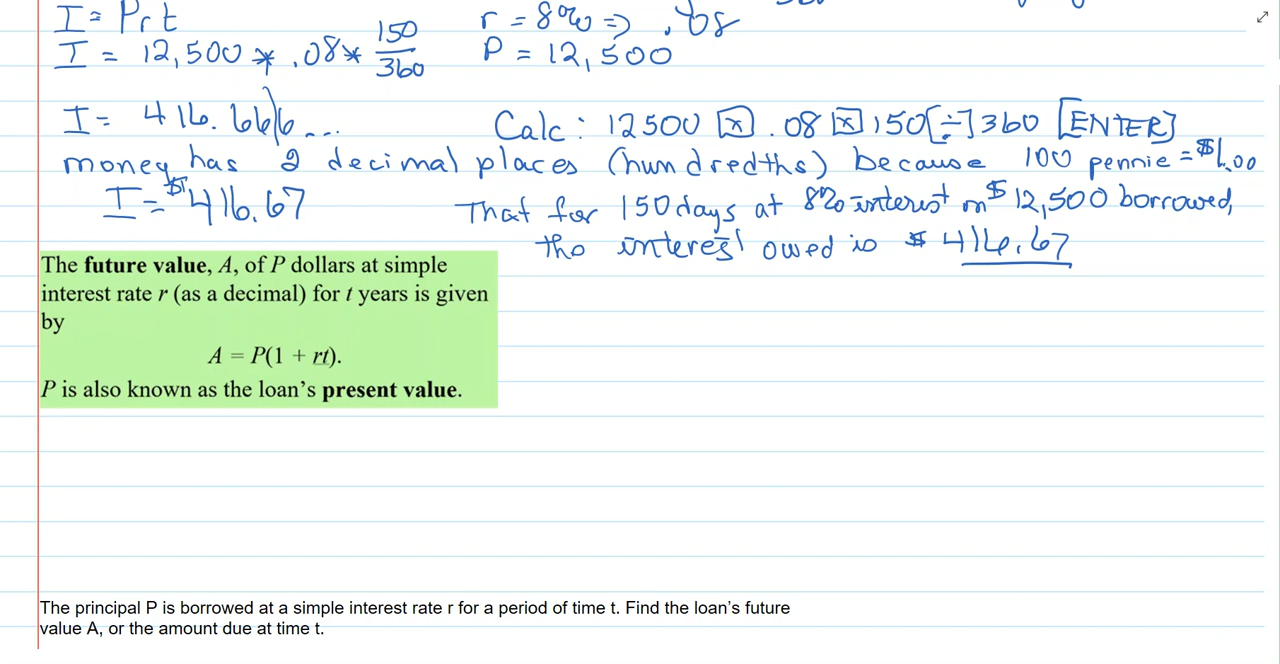 I = Prt r = 8% => .08
I = 12,500 * .08 * 150/360 P = 12,500
I = 416.666... Calc: 12500 [x] .08 [x] 150 [÷] 360 [ENTER]
money has 2 decimal places (hundredths) because 100 pennie = $1.00
I = $416.67 That for 150 days at 8% interest on $12,500 borrowed,
the interest owed is $416.67
The future value, A, of P dollars at simple
interest rate r (as a decimal) for t years is given
by
A = P(1 + rt).
P is also known as the loan's present value.
The principal P is borrowed at a simple interest rate r for a period of time t. Find the loan's future
value A, or the amount due at time t.